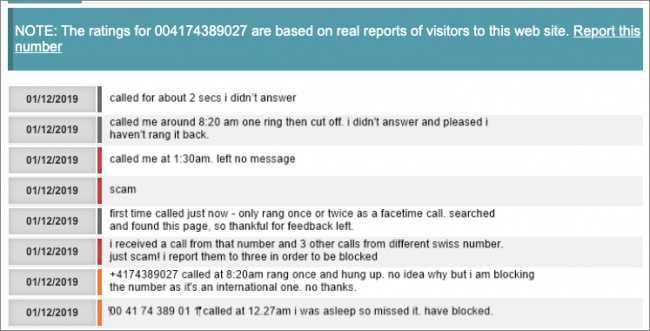 NOTE: The ratings for 004174389027 are based on real reports of visitors to this web site. Report this
number
01/12/2019
called for about 2 secs i didn't answer
01/12/2019
called me around 8:20 am one ring then cut off. i didn't answer and pleased i
haven't rang it back.
01/12/2019
called me at 1:30am. left no message
01/12/2019
scam
01/12/2019
first time called just now - only rang once or twice as a facetime call. searched
and found this page, so thankful for feedback left.
01/12/2019
i received a call from that number and 3 other calls from different swiss number.
just scam! i report them to three in order to be blocked
01/12/2019
+4174389027 called at 8:20am rang once and hung up. no idea why but i am blocking
the number as it's an international one. no thanks.
01/12/2019
00 41 74 389 01 1 called at 12.27am i was asleep so missed it. have blocked.